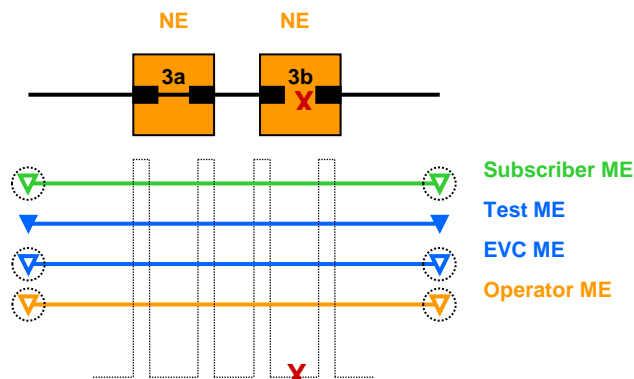 NE NE
3a 3b
X
Subscriber ME
Test ME
EVC ME
Operator ME
X